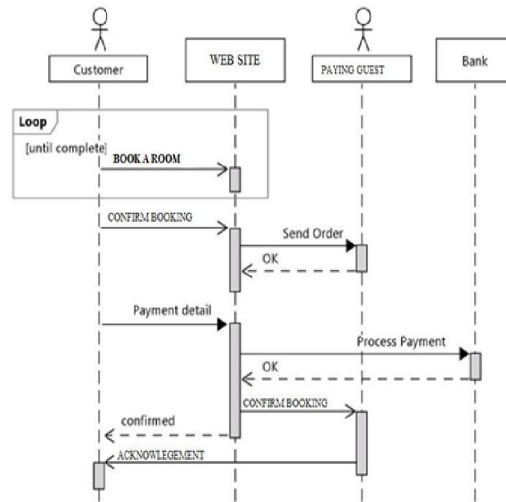 Customer
WEB SITE
PAYING GUEST
Bank
Loop
[until complete]
BOOK A ROOM
CONFIRM BOOKING
Send Order
OK
Payment detail
Process Payment
OK
CONFIRM BOOKING
confirmed
ACKNOWLEGEMENT